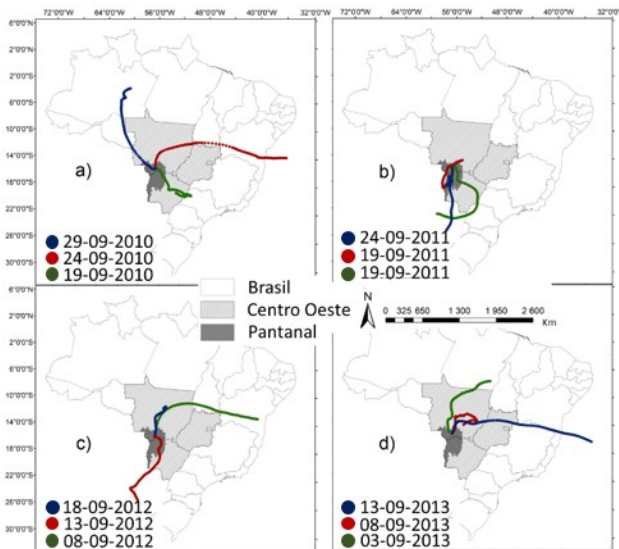 72°0'0"W 64°0'0"W 56°0'0"W 48°0'0"W 40°0'0"W 32°0'0"W
72°0'0"W 64°0'0"W 56°0'0"W 48°0'0"W 40°0'0"W 32°0'0"W
6°0'0"N
2°0'0"N
2°0'0"S
6°0'0"S
10°0'0"S
14°0'0"S
18°0'0"S
22°0'0"S
26°0'0"S
30°0'0"S
a)
29-09-2010
24-09-2010
19-09-2010
b)
24-09-2011
19-09-2011
19-09-2011
Brasil
Centro Oeste
Pantanal
N
0 325 650 1 300 1 950 2 600
Km
6°0'0"N
2°0'0"N
2°0'0"S
6°0'0"S
10°0'0"S
14°0'0"S
18°0'0"S
22°0'0"S
26°0'0"S
30°0'0"S
c)
18-09-2012
13-09-2012
08-09-2012
d)
13-09-2013
08-09-2013
03-09-2013